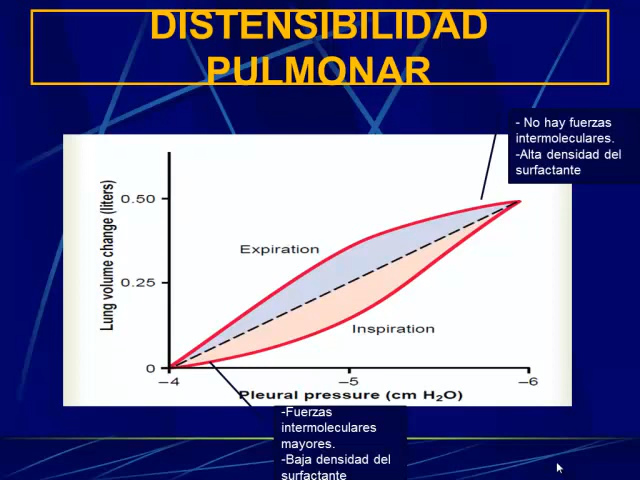 DISTENSIBILIDAD
PULMONAR
- No hay fuerzas
intermoleculares.
-Alta densidad del
surfactante
Lung volume change (liters)
0.50
0.25
0
Expiration
Inspiration
–4
–5
–6
Pleural pressure (cm H₂O)
-Fuerzas
intermoleculares
mayores.
-Baja densidad del
surfactante